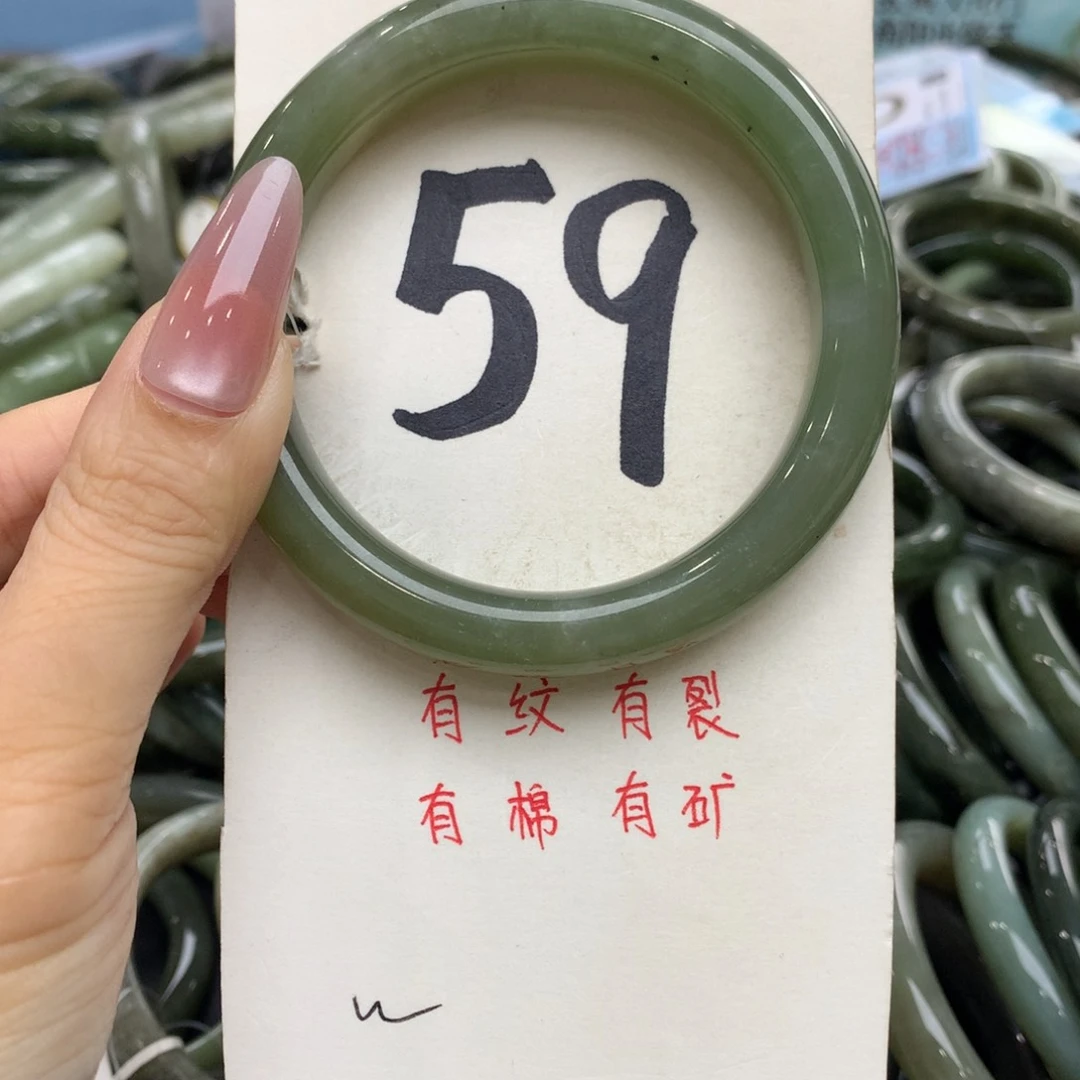 59
有 纹 有 裂
有 棉 有 矿